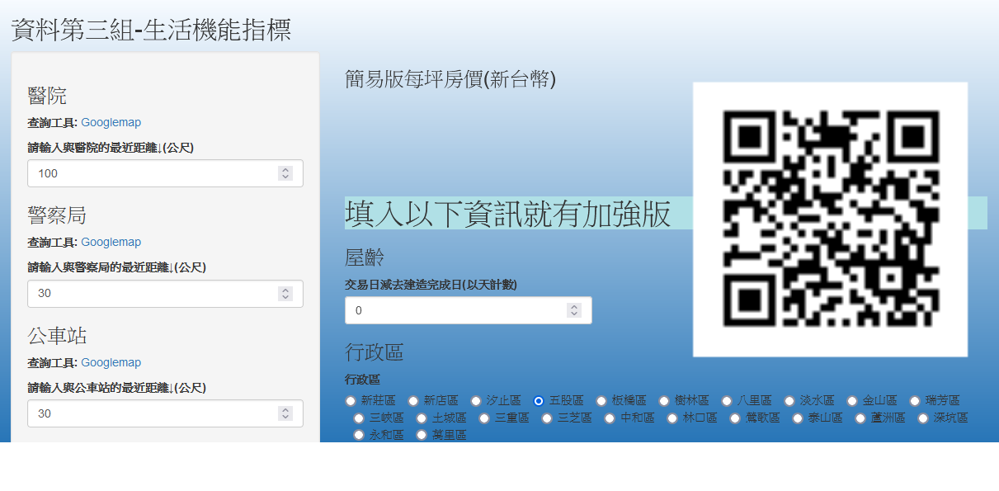 資料第三組-生活機能指標
醫院
查詢工具: Googlemap
請輸入與醫院的最近距離↓(公尺)
100
警察局
查詢工具: Googlemap
請輸入與警察局的最近距離↓(公尺)
30
公車站
查詢工具: Googlemap
請輸入與公車站的最近距離↓(公尺)
30
簡易版每坪房價(新台幣)
填入以下資訊就有加強版
屋齡
交易日減去建造完成日(以天計數)
0
行政區
行政區
新莊區 新店區 汐止區 五股區 板橋區 樹林區 八里區 淡水區 金山區 瑞芳區
三峽區 土城區 三重區 三芝區 中和區 林口區 鶯歌區 泰山區 蘆洲區 深坑區
永和區 萬里區